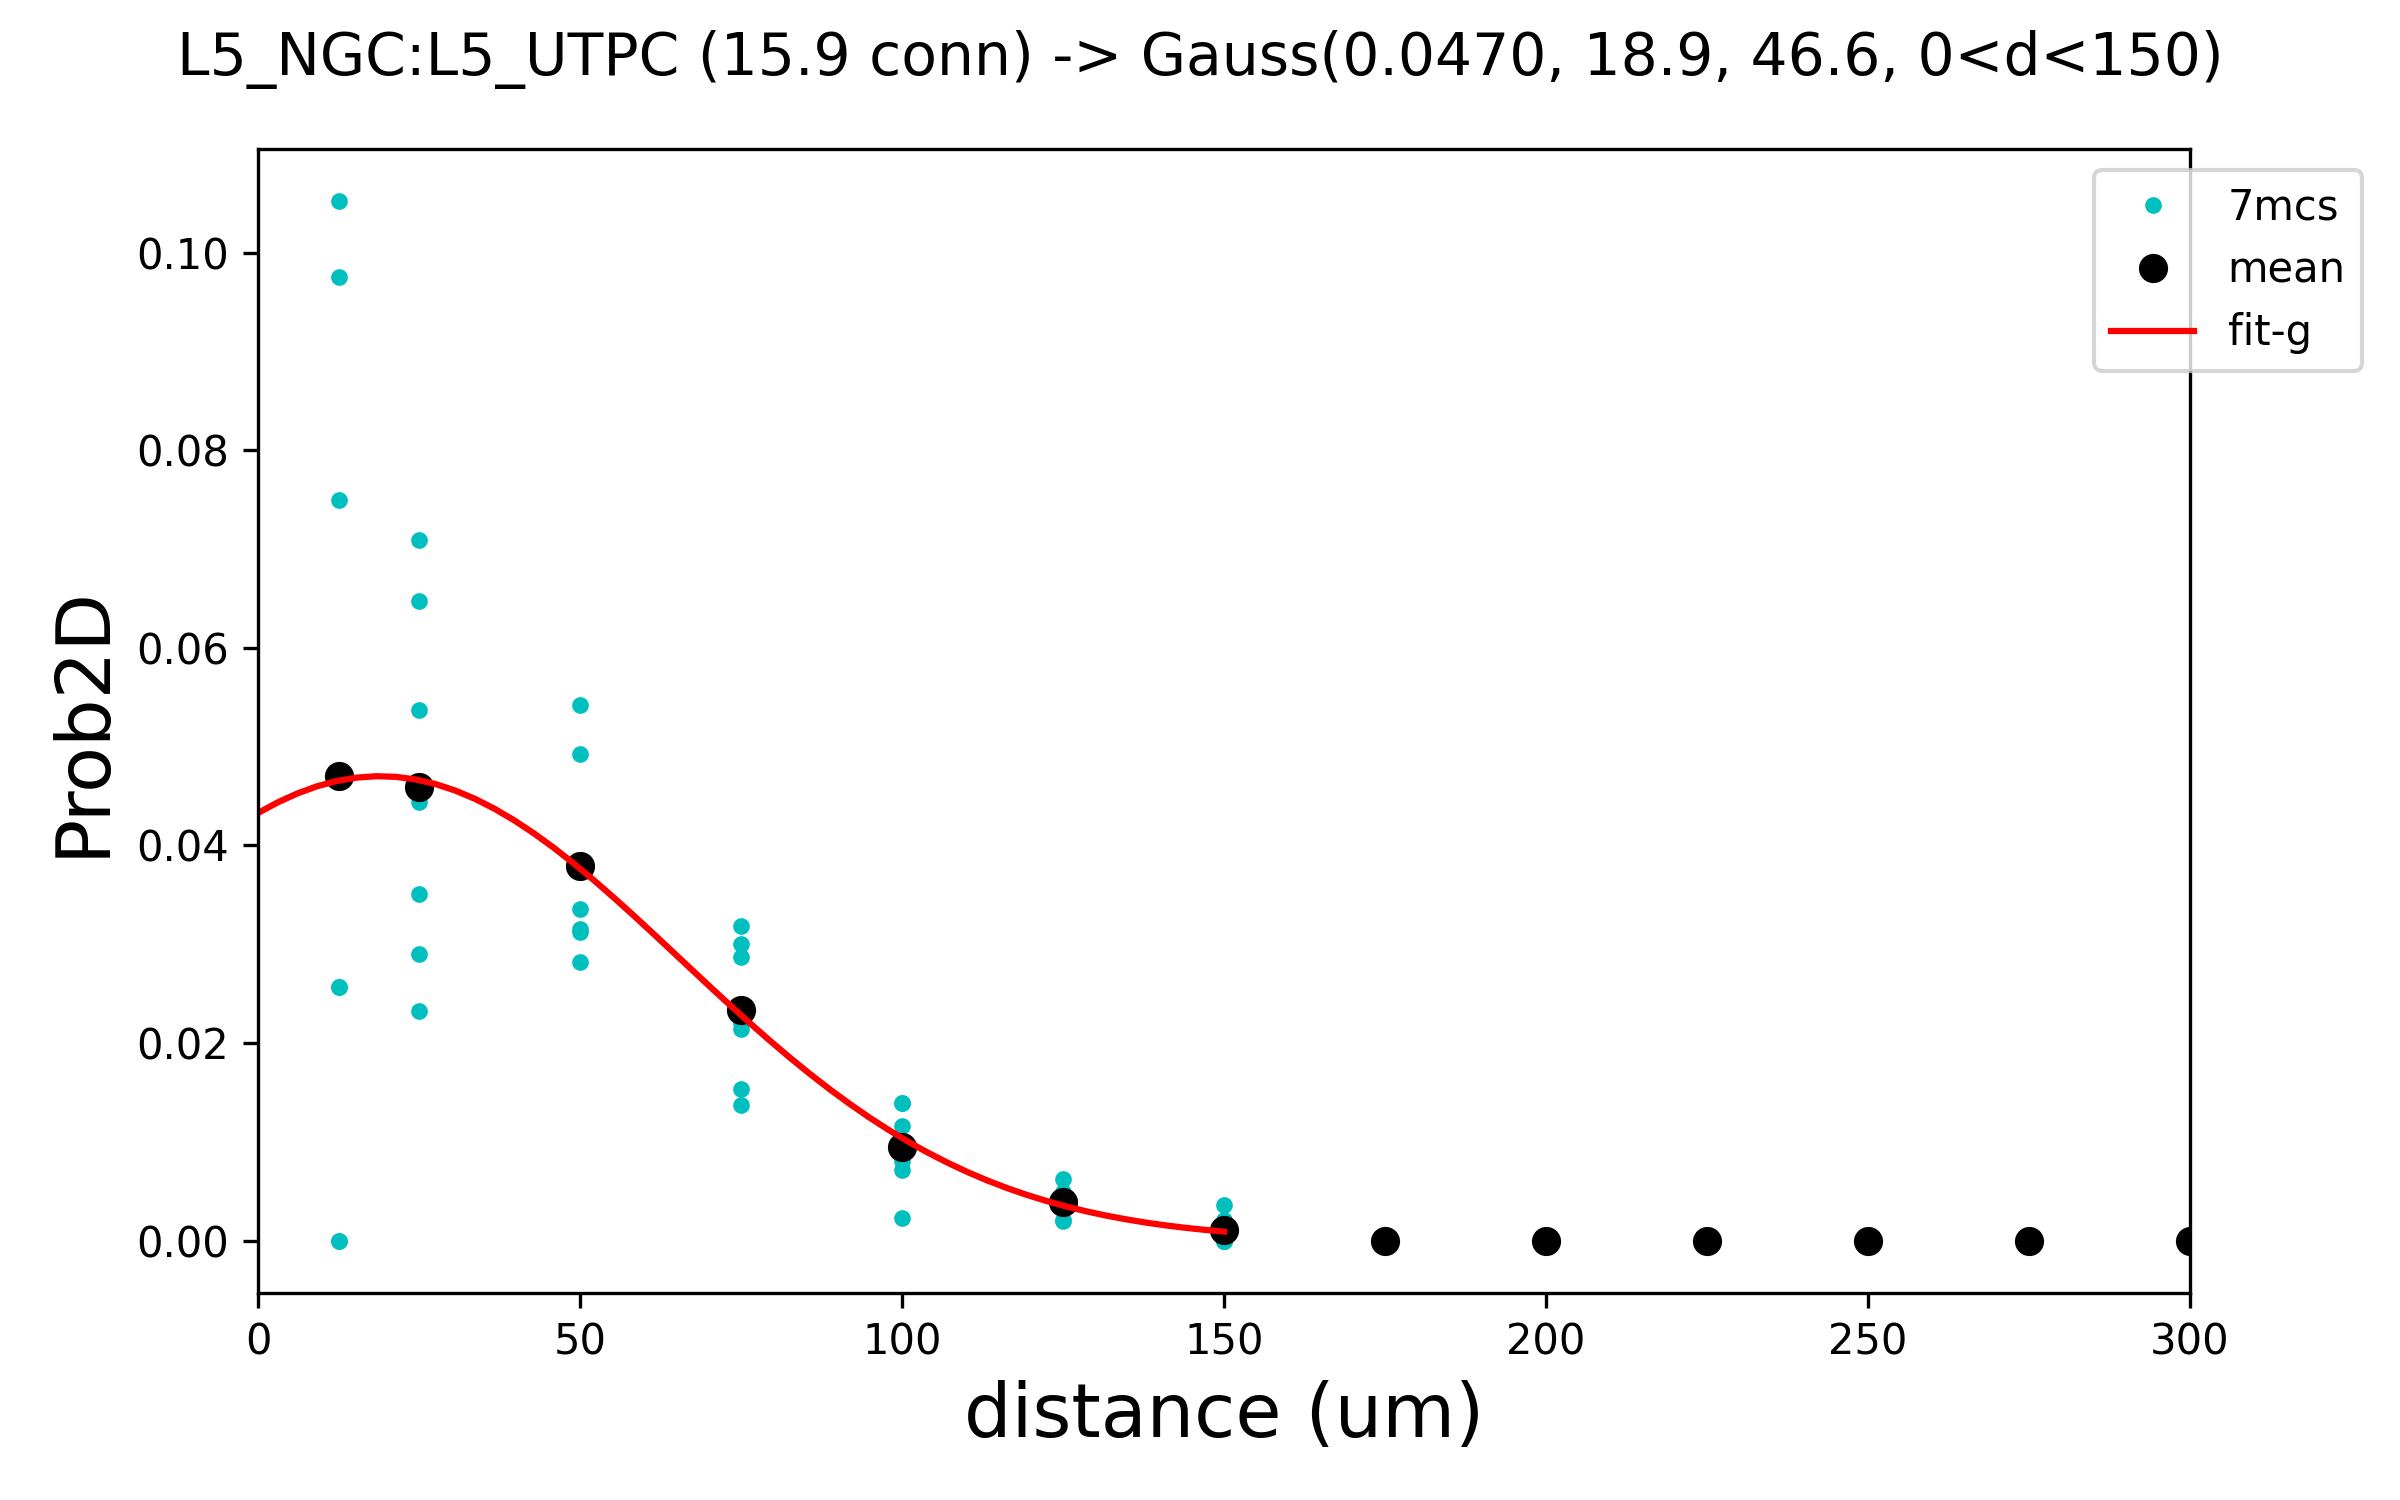 L5_NGC:L5_UTPC (15.9 conn) -> Gauss(0.0470, 18.9, 46.6, 0<d<150)
7mcs
mean
fit-g
0.10
0.08
0.06
0.04
0.02
0.00
Prob2D
0 50 100 150 200 250 300
distance (um)